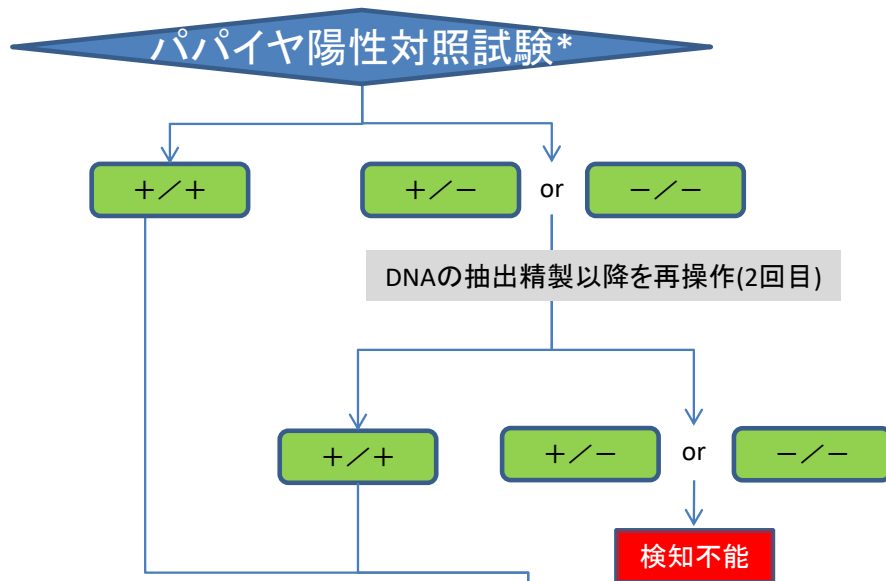 パパイヤ陽性対照試験*
+/+
+/- or -/-
DNAの抽出精製以降を再操作(2回目)
+/+
+/- or -/-
検知不能